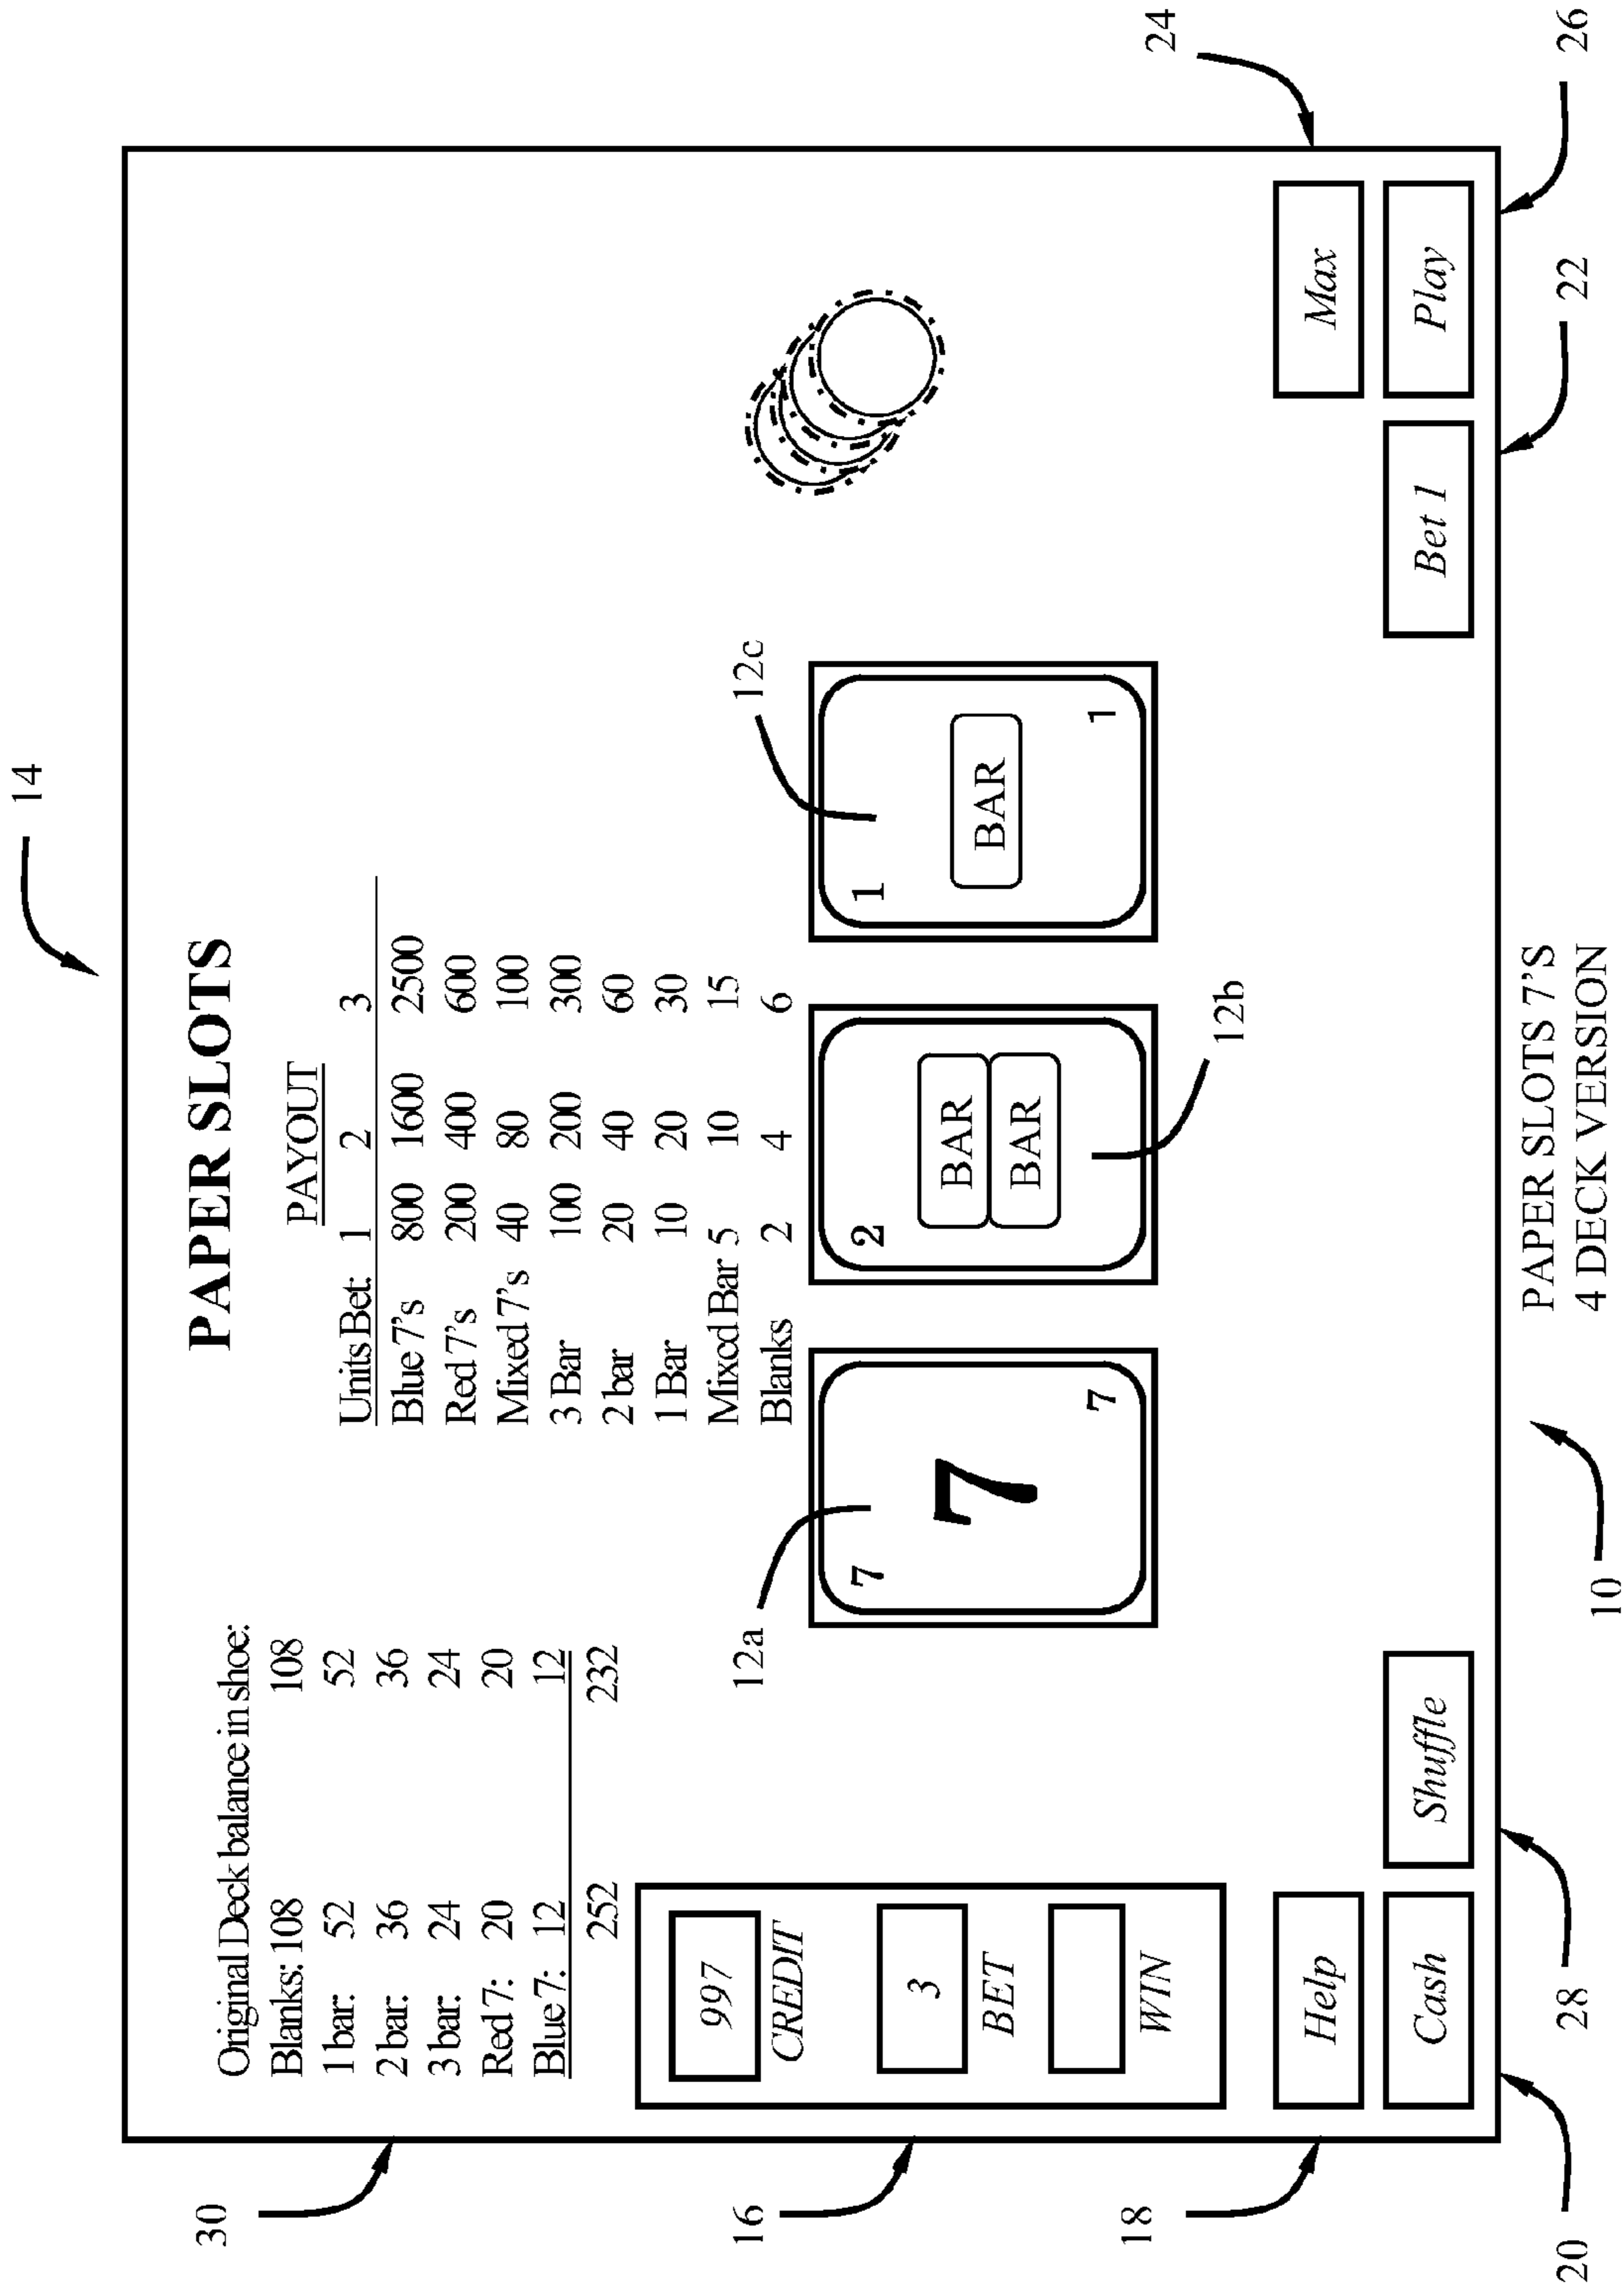 14
PAPER SLOTS
Original Deck balance in shoe:
Blanks: 108 108
1 bar: 52 52
2 bar: 36 36
3 bar: 24 24
Red 7: 20 20
Blue 7: 12 12
252 232
PAYOUT
Units Bet: 1 2 3
Blue 7's 800 1600 2500
Red 7's 200 400 600
Mixed 7's 40 80 100
3 Bar 100 200 300
2 bar 20 40 60
1 Bar 10 20 30
Mixed Bar 5 10 15
Blanks 2 4 6
30
16
18
20
997
CREDIT
3
BET
WIN
12a
7
7
7
2
BAR
BAR
12b
12c
1
BAR
1
Help
Cash
Shuffle
Bet 1
Max
Play
24
26
22
28
10
PAPER SLOTS 7'S
4 DECK VERSION